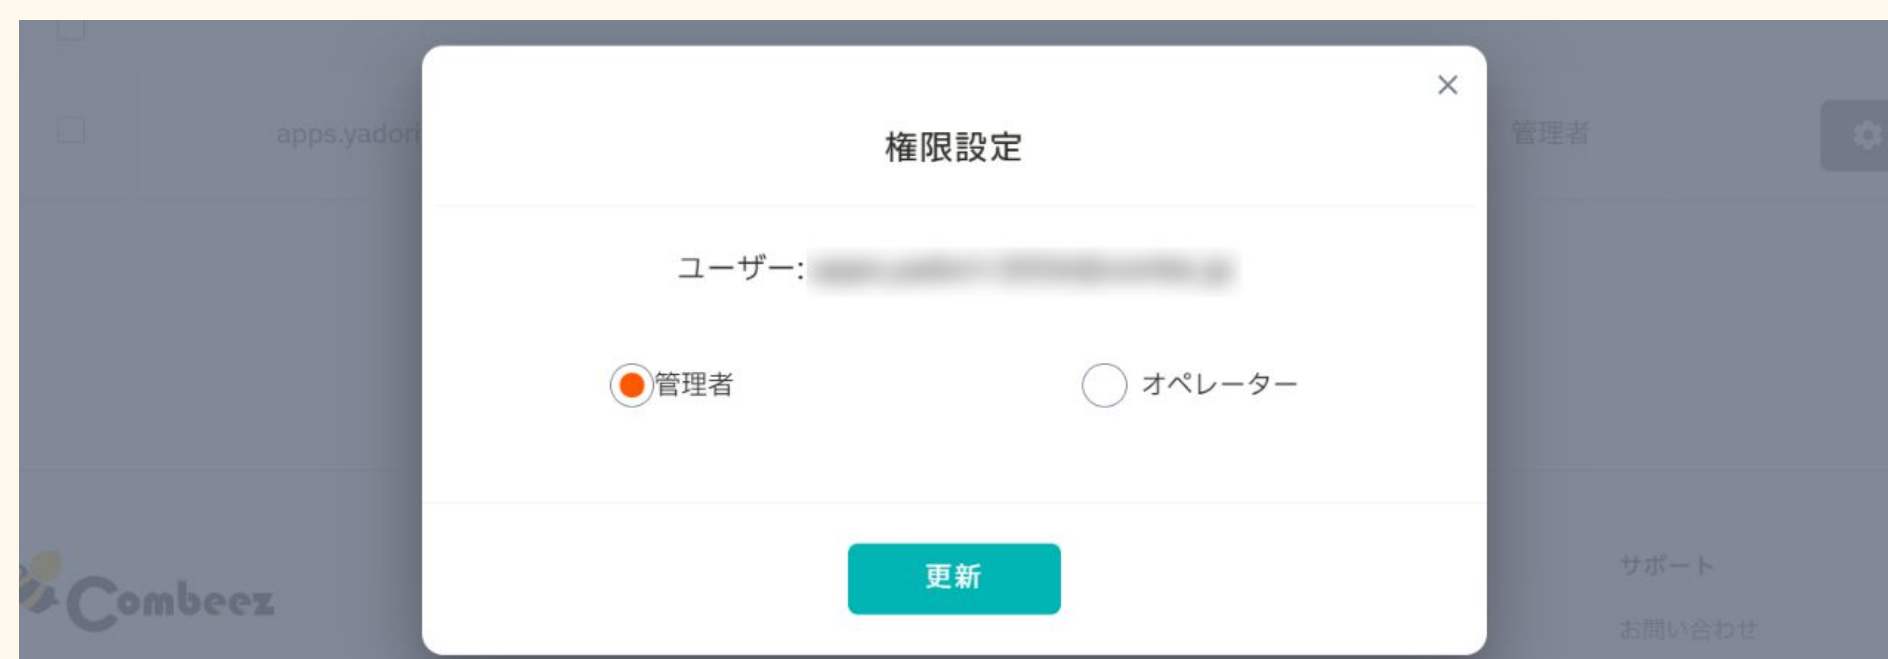 apps.yadori
管理者
権限設定
ユーザー:
管理者
オペレーター
更新
Combeez
サポート
お問い合わせ